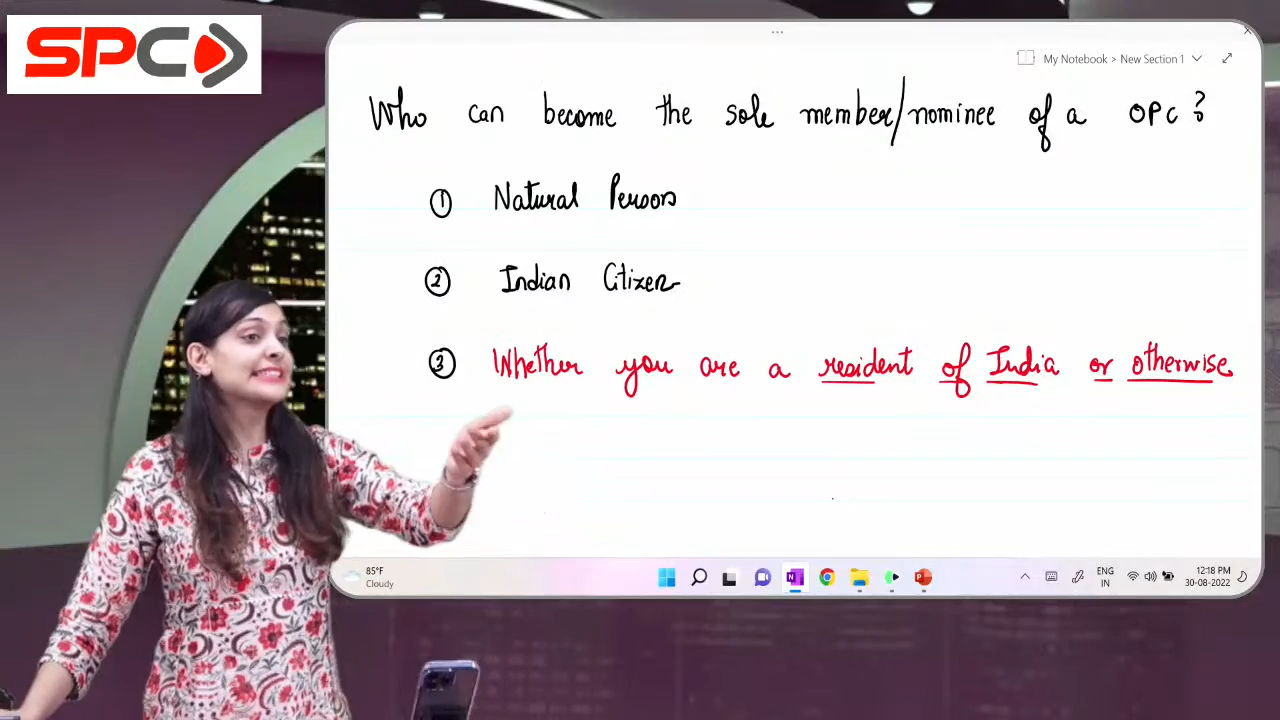 SPC
My Notebook > New Section 1
Who can become the sole member/nominee of a OPC?
① Natural Person
② Indian Citizen
③ Whether you are a resident of India or otherwise
85°F
Cloudy
ENG
IN
12:18 PM
30-08-2022